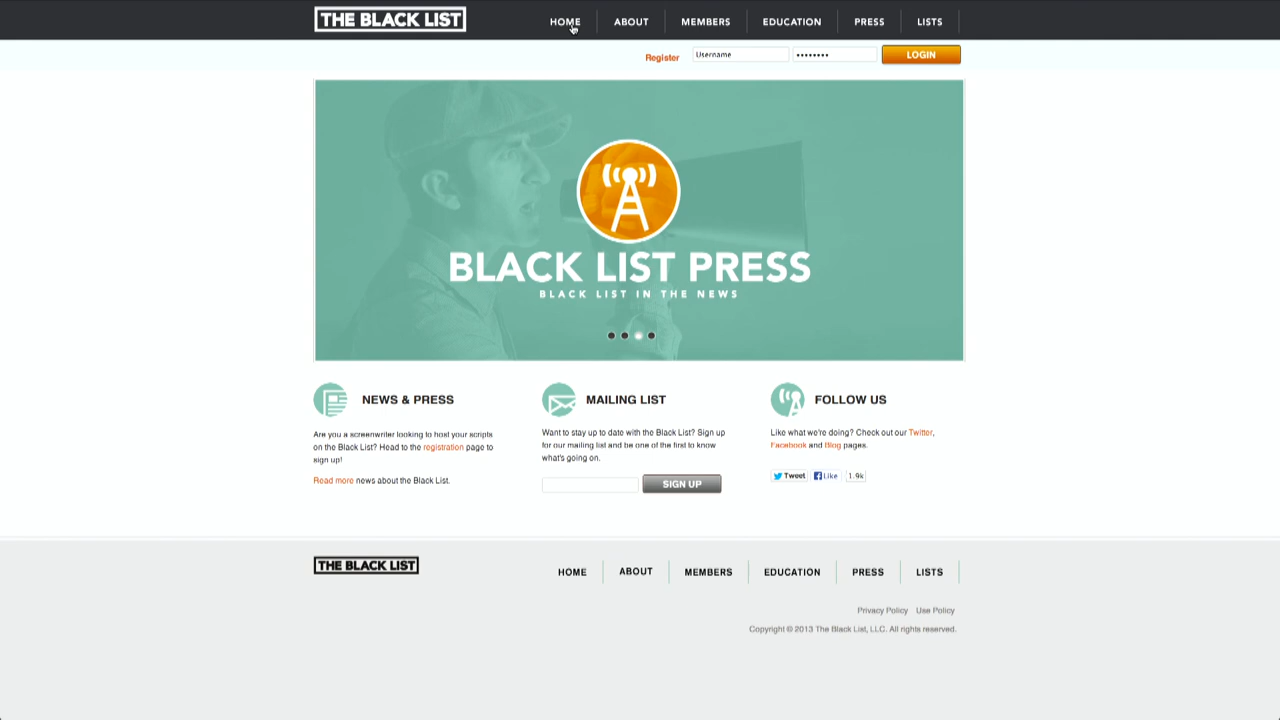 THE BLACK LIST
HOME ABOUT MEMBERS EDUCATION PRESS LISTS
Register Username •••••••• LOGIN
BLACK LIST PRESS
BLACK LIST IN THE NEWS
NEWS & PRESS
Are you a screenwriter looking to host your scripts
on the Black List? Head to the registration page to
sign up!
Read more news about the Black List.
MAILING LIST
Want to stay up to date with the Black List? Sign up
for our mailing list and be one of the first to know
what's going on.
SIGN UP
FOLLOW US
Like what we're doing? Check out our Twitter,
Facebook and Blog pages.
Tweet Like 1.9k
THE BLACK LIST
HOME ABOUT MEMBERS EDUCATION PRESS LISTS
Privacy Policy Use Policy
Copyright © 2013 The Black List, LLC. All rights reserved.